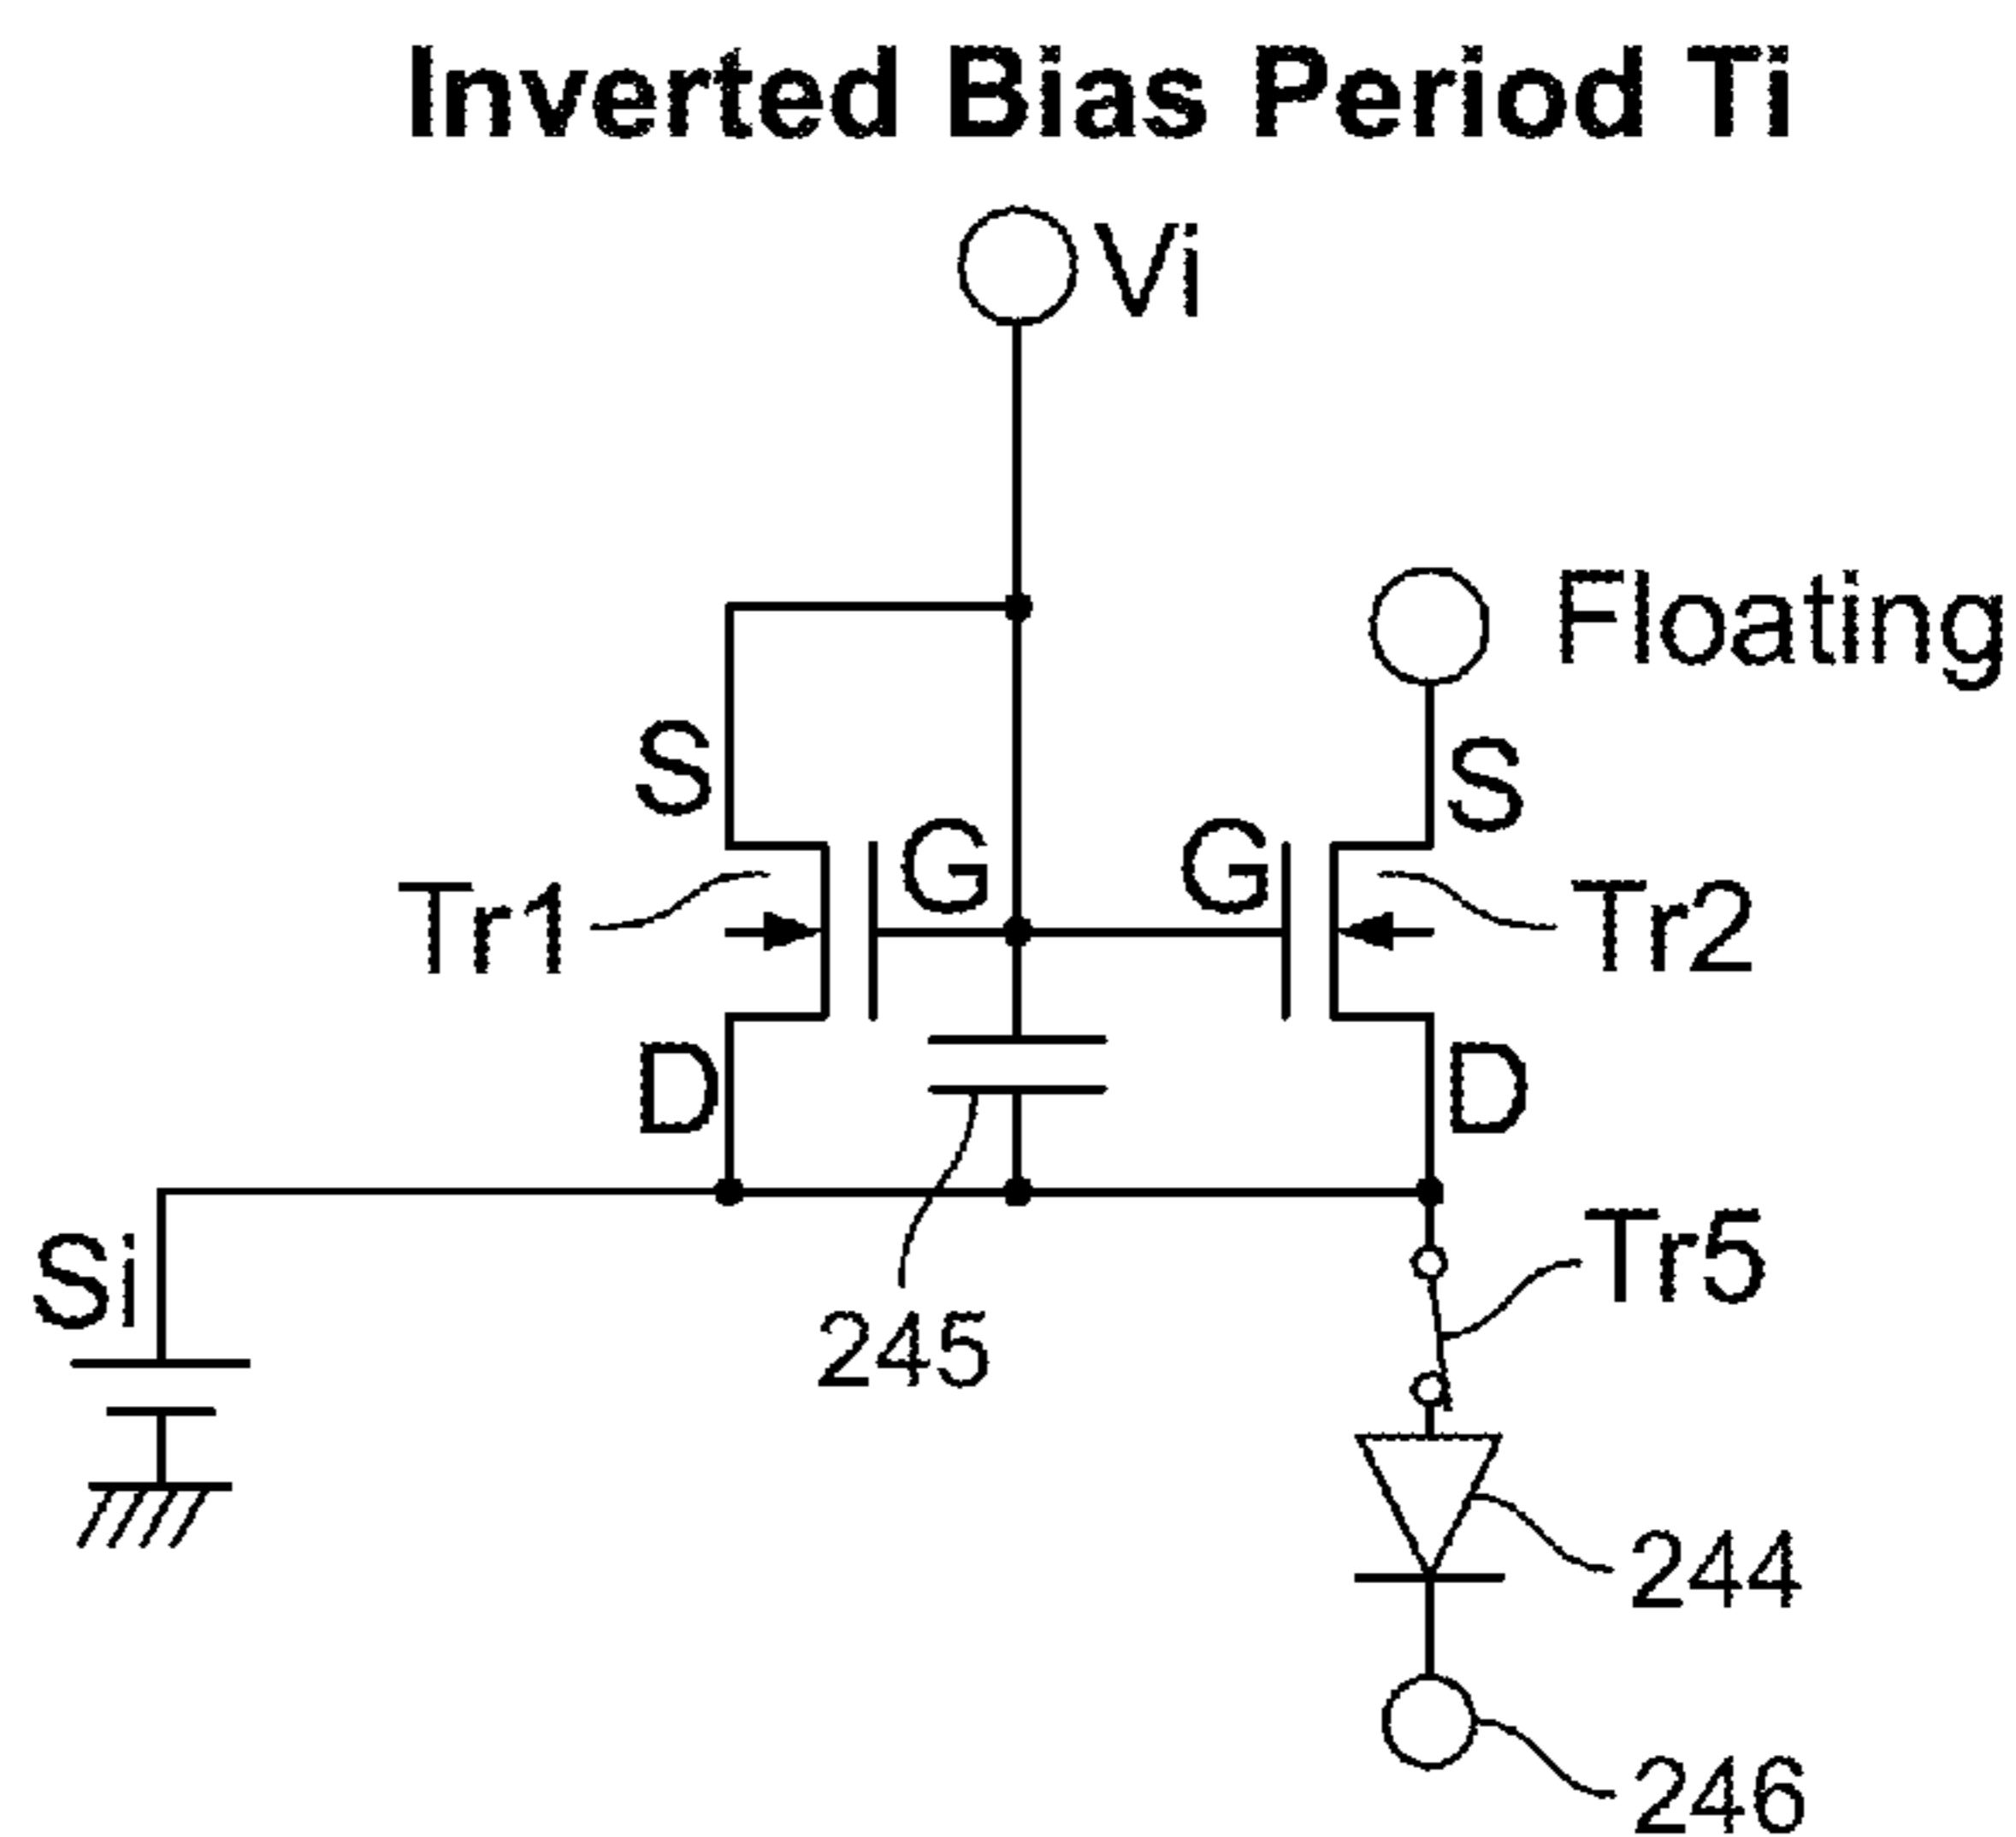 Inverted Bias Period Ti
Vi
Floating
S
S
G
G
Tr1
Tr2
D
D
Si
Tr5
245
244
246